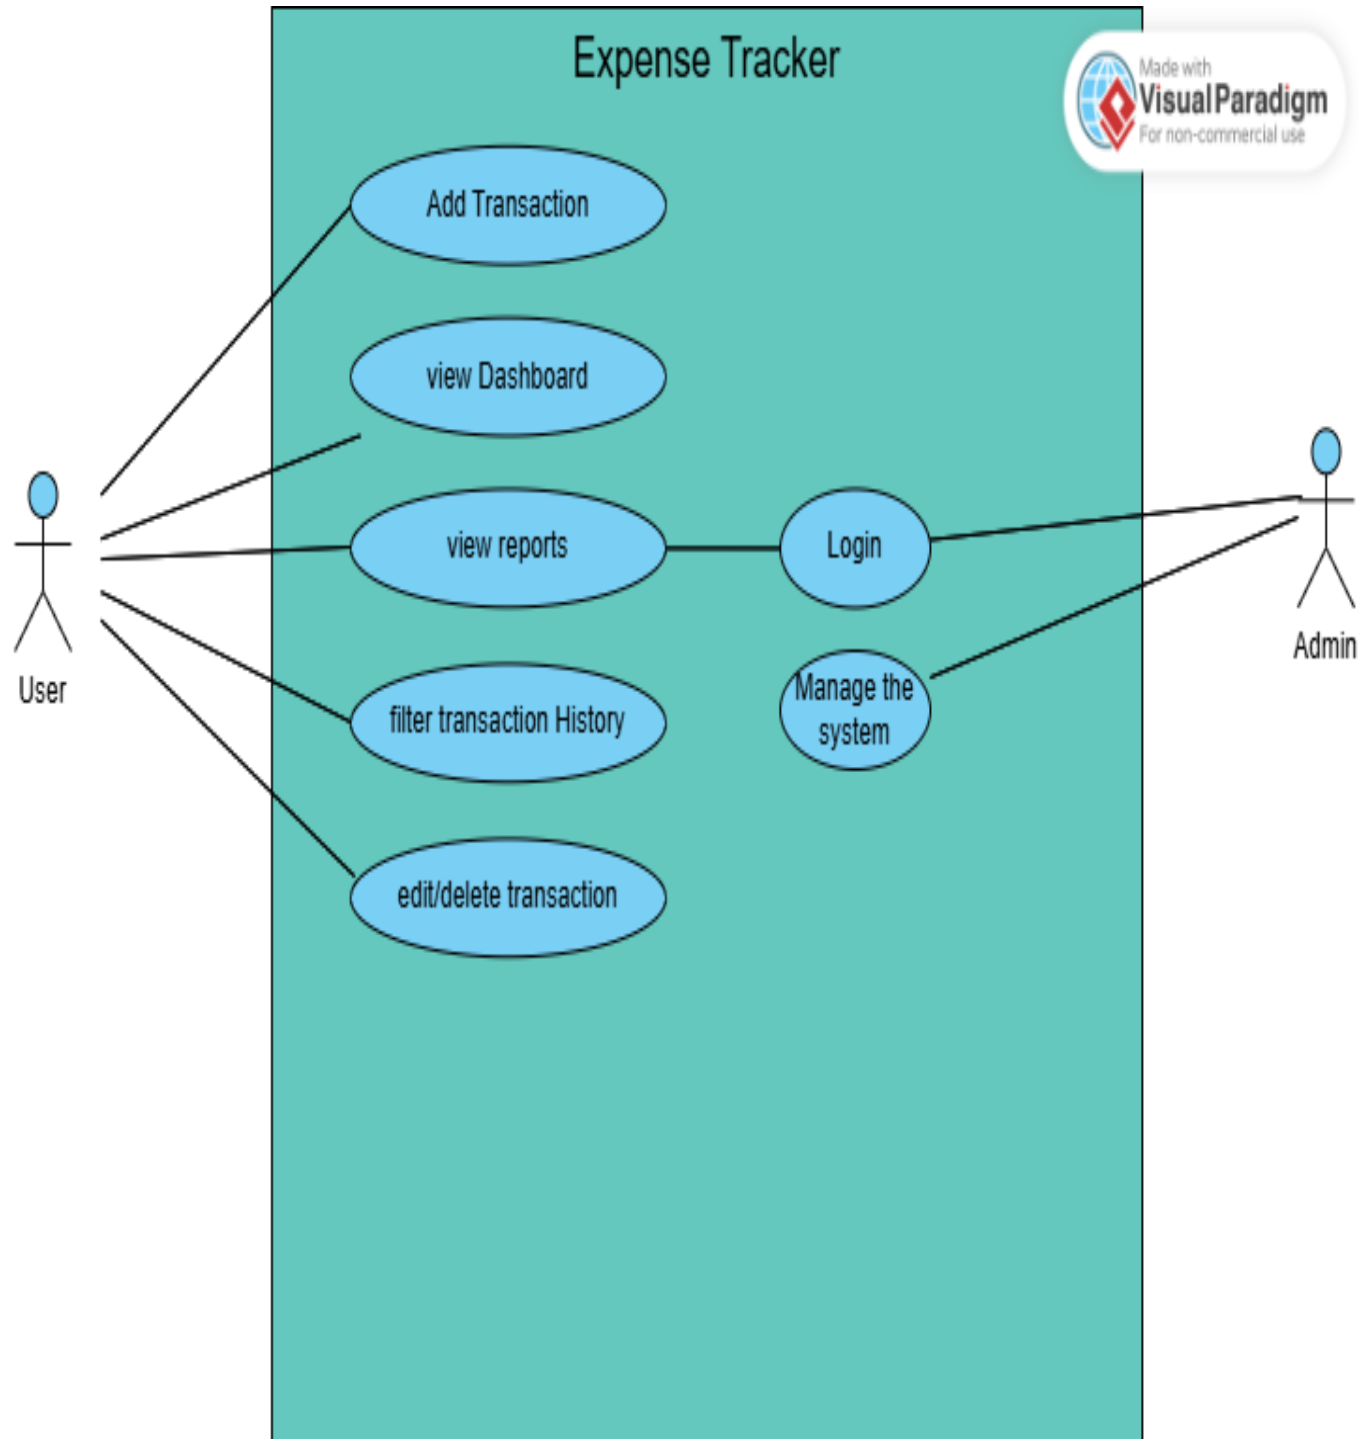 Expense Tracker
Made with
Visual Paradigm
For non-commercial use
Add Transaction
view Dashboard
view reports
Login
Admin
User
Manage the
system
filter transaction History
edit/delete transaction